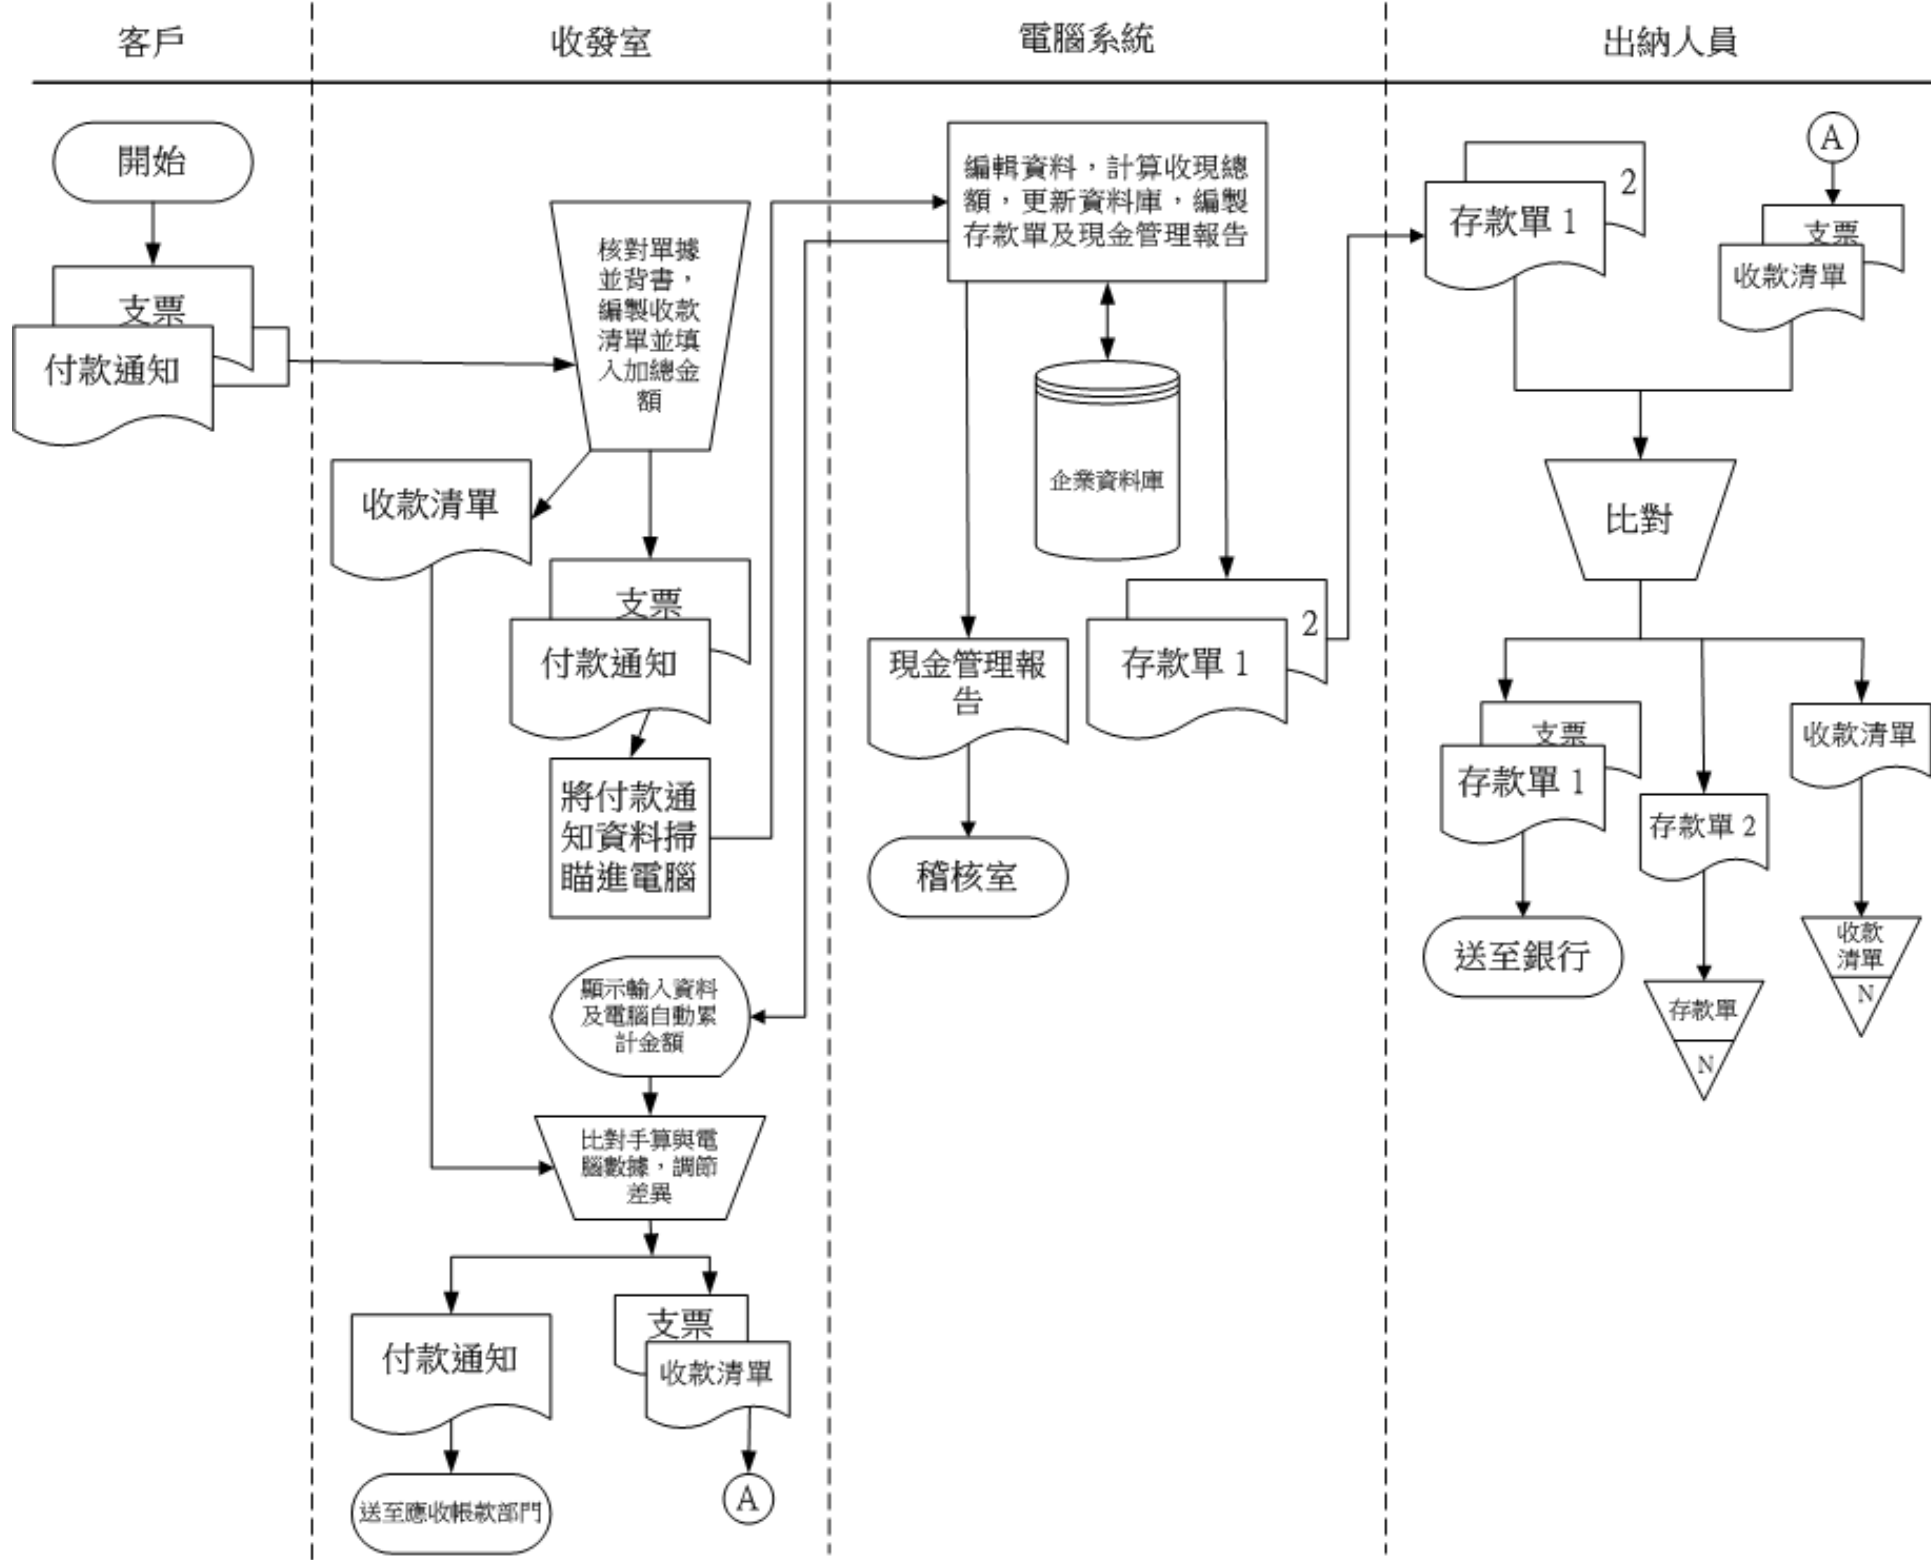 客戶
收發室
電腦系統
出納人員
開始
支票
付款通知
核對單據
並背書，
編製收款
清單並填
入加總金
額
收款清單
支票
付款通知
將付款通
知資料掃
瞄進電腦
顯示輸入資料
及電腦自動累
計金額
比對手算與電
腦數據，調節
差異
付款通知
送至應收帳款部門
支票
收款清單
A
編輯資料，計算收現總
額，更新資料庫，編製
存款單及現金管理報告
企業資料庫
現金管理報
告
稽核室
2
存款單 1
2
存款單 1
A
支票
收款清單
比對
支票
存款單 1
送至銀行
存款單 2
存款單
N
收款清單
收款
清單
N